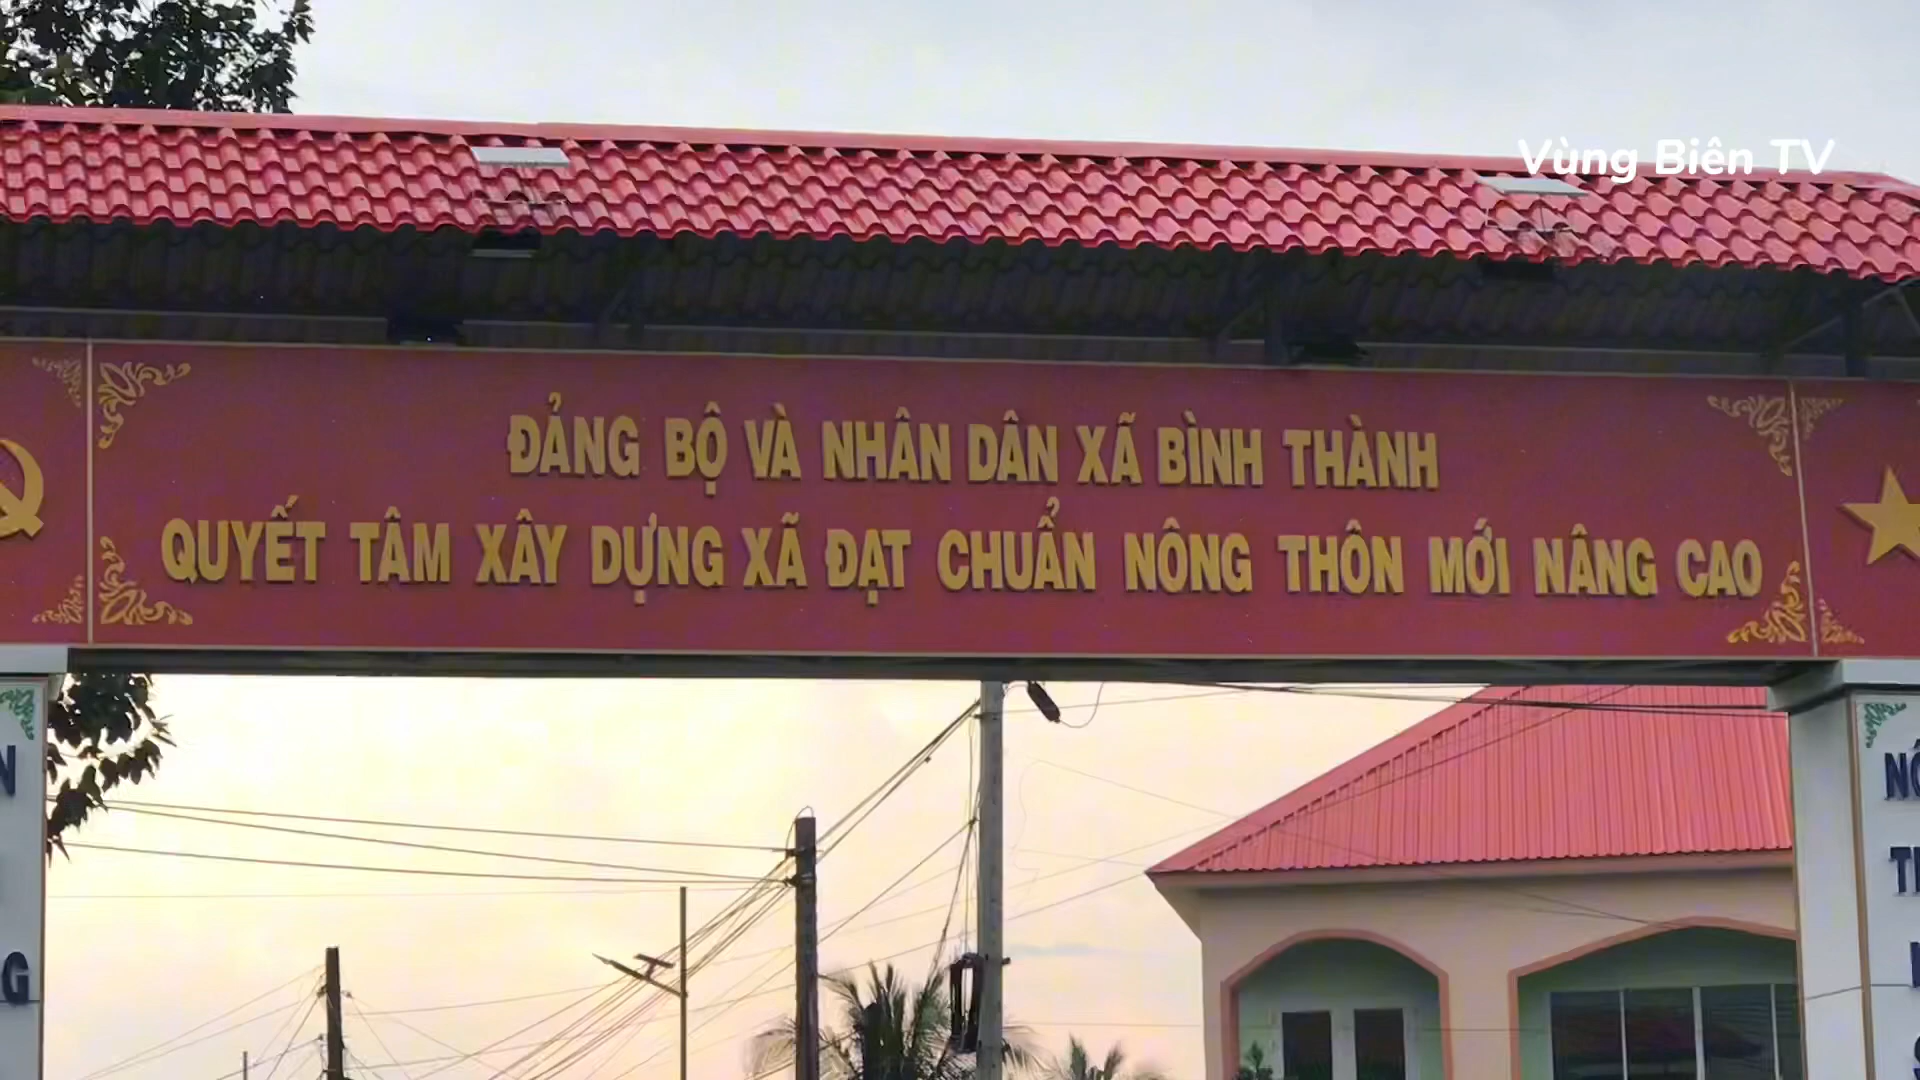 Vùng Biên TV
ĐẢNG BỘ VÀ NHÂN DÂN XÃ BÌNH THÀNH
QUYẾT TÂM XÂY DỰNG XÃ ĐẠT CHUẨN NÔNG THÔN MỚI NÂNG CAO